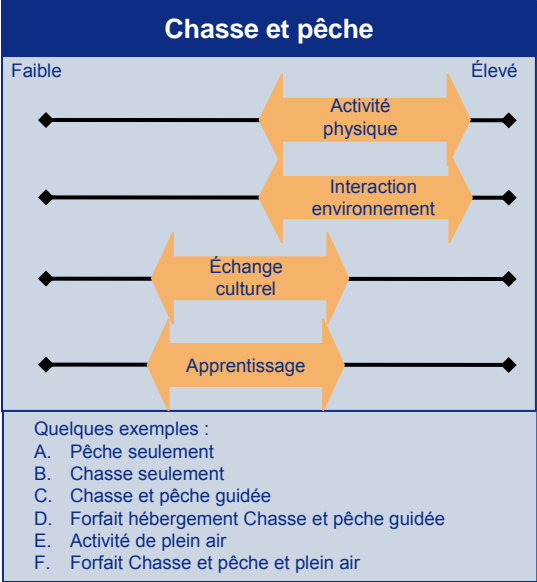 Chasse et pêche
Faible Élevé
Activité
physique
Interaction
environnement
Échange
culturel
Apprentissage
Quelques exemples :
A. Pêche seulement
B. Chasse seulement
C. Chasse et pêche guidée
D. Forfait hébergement Chasse et pêche guidée
E. Activité de plein air
F. Forfait Chasse et pêche et plein air